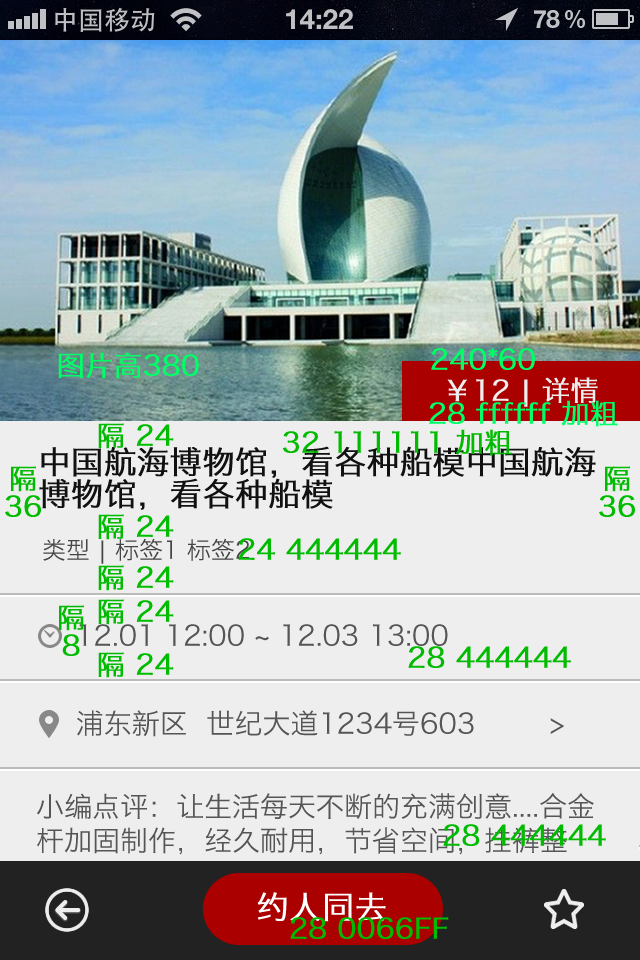 中国移动 14:22 78%
图片高380
240*60
￥12 | 详情
28 ffffff 加粗
隔 24
32 111111 加粗
隔 36
中国航海博物馆，看各种船模中国航海
博物馆，看各种船模
隔 36
隔 24
类型 | 标签1 标签2
24 444444
隔 24
隔 24
隔 8
12.01 12:00 ~ 12.03 13:00
28 444444
隔 24
浦东新区 世纪大道1234号603 >
小编点评：让生活每天不断的充满创意....合金
杆加固制作，经久耐用，节省空间，挂裤整
28 444444
约人同去
28 0066FF